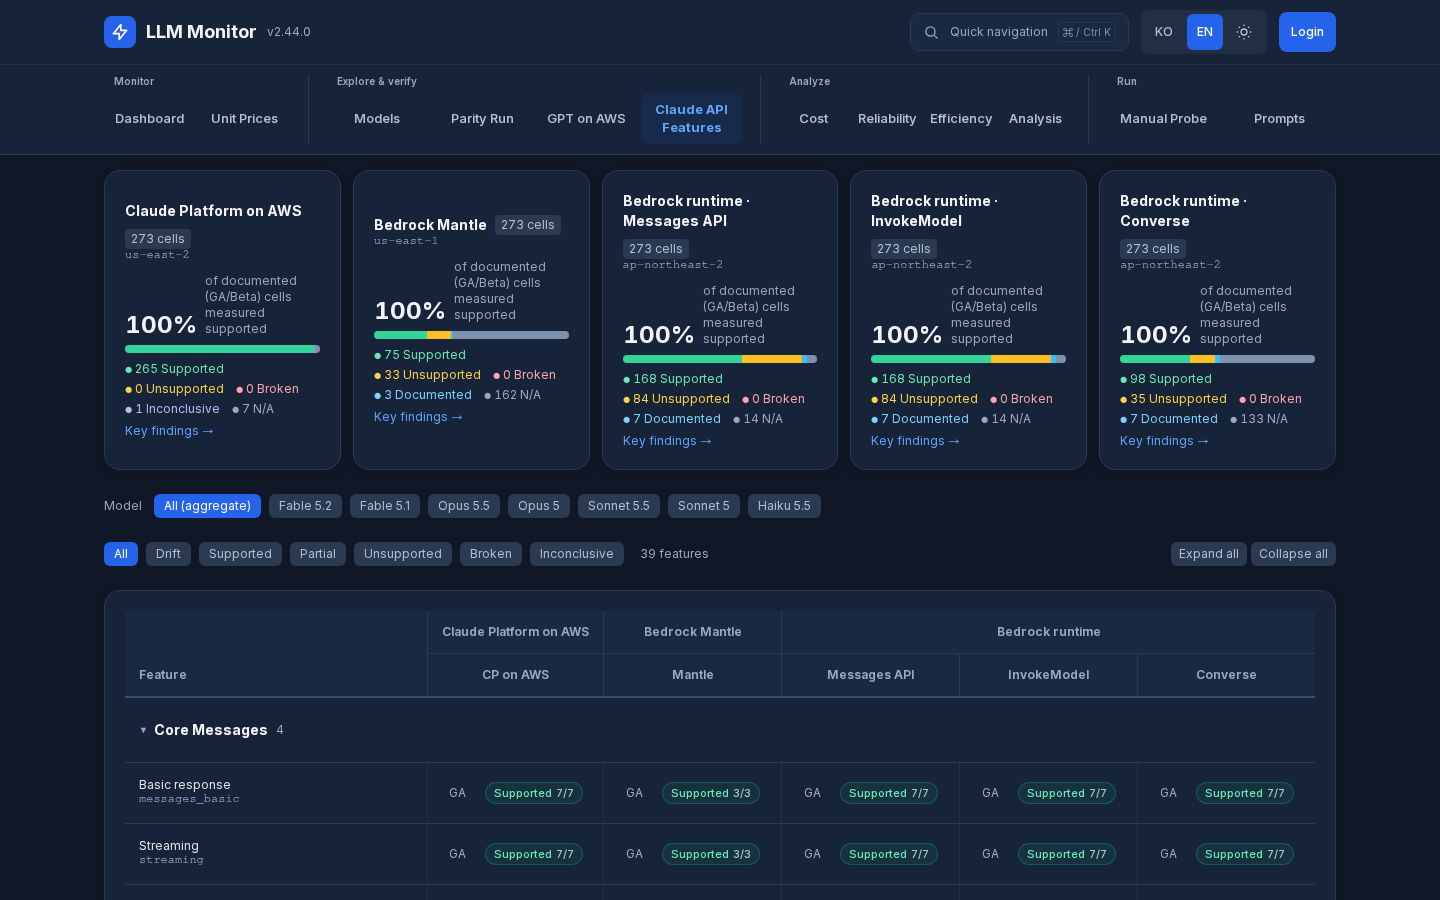 LLM Monitor v2.44.0
Quick navigation ⌘ / Ctrl K
KO EN Login
Monitor Explore & verify Analyze Run
Dashboard Unit Prices Models Parity Run GPT on AWS Claude API Features Cost Reliability Efficiency Analysis Manual Probe Prompts
Claude Platform on AWS
273 cells
us-east-2
100% of documented
(GA/Beta) cells
measured
supported
● 265 Supported
● 0 Unsupported ● 0 Broken
● 1 Inconclusive ● 7 N/A
Key findings →
Bedrock Mantle 273 cells
us-east-1
100% of documented
(GA/Beta) cells
measured
supported
● 75 Supported
● 33 Unsupported ● 0 Broken
● 3 Documented ● 162 N/A
Key findings →
Bedrock runtime ·
Messages API
273 cells
ap-northeast-2
100% of documented
(GA/Beta) cells
measured
supported
● 168 Supported
● 84 Unsupported ● 0 Broken
● 7 Documented ● 14 N/A
Key findings →
Bedrock runtime ·
InvokeModel
273 cells
ap-northeast-2
100% of documented
(GA/Beta) cells
measured
supported
● 168 Supported
● 84 Unsupported ● 0 Broken
● 7 Documented ● 14 N/A
Key findings →
Bedrock runtime ·
Converse
273 cells
ap-northeast-2
100% of documented
(GA/Beta) cells
measured
supported
● 98 Supported
● 35 Unsupported ● 0 Broken
● 7 Documented ● 133 N/A
Key findings →
Model All (aggregate) Fable 5.2 Fable 5.1 Opus 5.5 Opus 5 Sonnet 5.5 Sonnet 5 Haiku 5.5
All Drift Supported Partial Unsupported Broken Inconclusive 39 features Expand all Collapse all
Claude Platform on AWS Bedrock Mantle Bedrock runtime
Feature CP on AWS Mantle Messages API InvokeModel Converse
▼ Core Messages 4
Basic response
messages_basic
GA Supported 7/7 GA Supported 3/3 GA Supported 7/7 GA Supported 7/7 GA Supported 7/7
Streaming
streaming
GA Supported 7/7 GA Supported 3/3 GA Supported 7/7 GA Supported 7/7 GA Supported 7/7